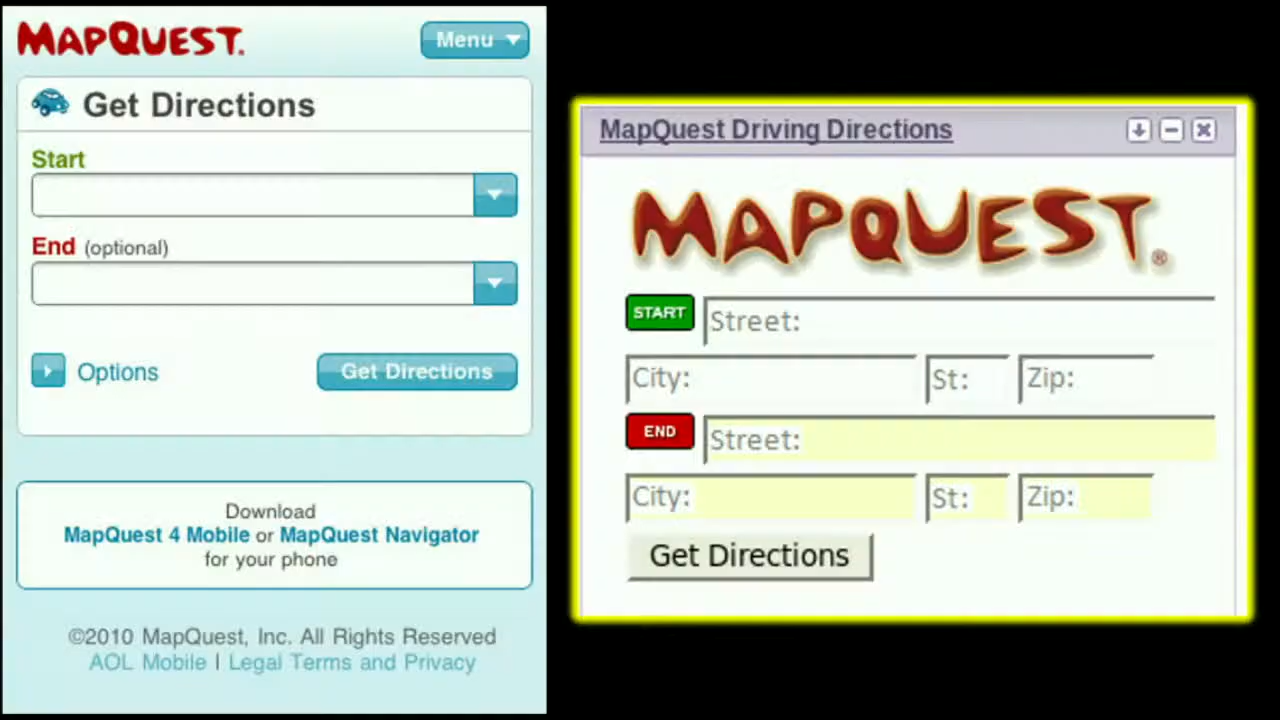 MAPQUEST.
Menu
Get Directions
Start
End (optional)
Options
Get Directions
Download
MapQuest 4 Mobile or MapQuest Navigator
for your phone
©2010 MapQuest, Inc. All Rights Reserved
AOL Mobile | Legal Terms and Privacy
MapQuest Driving Directions
MAPQUEST®
START Street:
City: St: Zip:
END Street:
City: St: Zip:
Get Directions